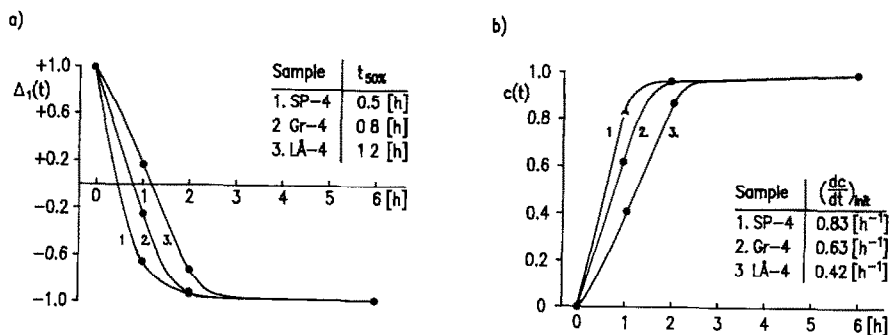 a)
+1.0
Δ₁(t)
+0.6
+0.2
-0.2
-0.6
-1.0
0 1 2 3 4 5 6 [h]
1 2. 3.
Sample t50%
1. SP-4 0.5 [h]
2 Gr-4 0.8 [h]
3. LÅ-4 1.2 [h]
b)
1.0
c(t)
0.8
0.6
0.4
0.2
0
0 1 2 3 4 5 6 [h]
1 2. 3.
Sample (dc/dt)init
1. SP-4 0.83 [h⁻¹]
2. Gr-4 0.63 [h⁻¹]
3 LÅ-4 0.42 [h⁻¹]